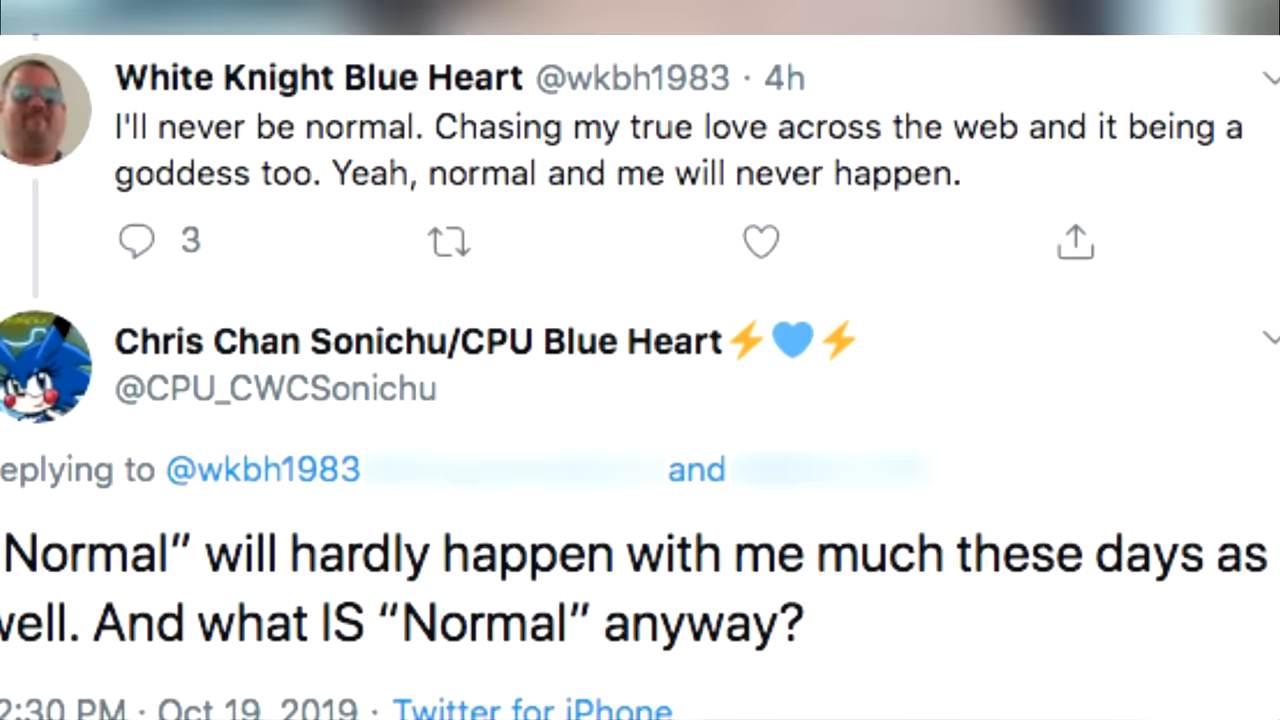 White Knight Blue Heart @wkbh1983 · 4h
I'll never be normal. Chasing my true love across the web and it being a
goddess too. Yeah, normal and me will never happen.
3
Chris Chan Sonichu/CPU Blue Heart⚡💙⚡
@CPU_CWCSonichu
eplying to @wkbh1983 and
Normal” will hardly happen with me much these days as
well. And what IS “Normal” anyway?
2:30 PM · Oct 19, 2019 · Twitter for iPhone